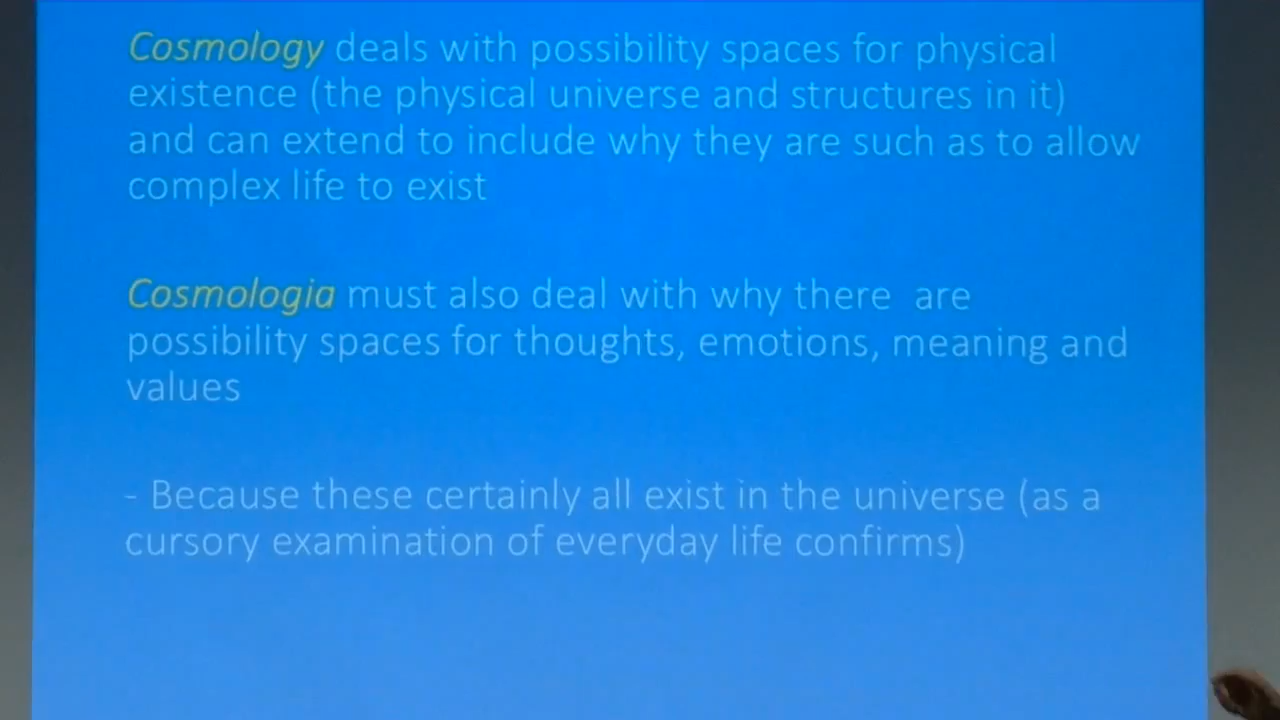 Cosmology deals with possibility spaces for physical
existence (the physical universe and structures in it)
and can extend to include why they are such as to allow
complex life to exist
Cosmologia must also deal with why there are
possibility spaces for thoughts, emotions, meaning and
values
- Because these certainly all exist in the universe (as a
cursory examination of everyday life confirms)